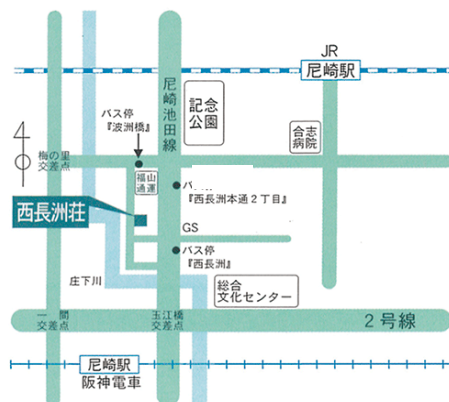 JR
尼崎駅
尼崎池田線
記念
公園
バス停
『波洲橋』
合志
病院
梅の里
交差点
福山
通運
バ
『西長洲本通2丁目』
西長洲荘
GS
バス停
『西長洲』
庄下川
総合
文化センター
一間
交差点
玉江橋
交差点
2号線
尼崎駅
阪神電車